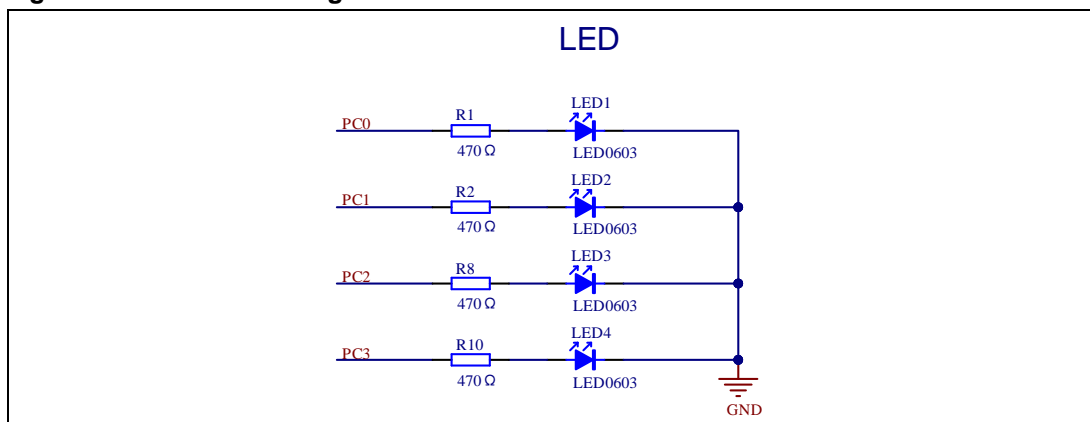 LED
LED1
PC0
R1
470Ω
LED0603
LED2
PC1
R2
470Ω
LED0603
LED3
PC2
R8
470Ω
LED0603
LED4
PC3
R10
470Ω
LED0603
GND